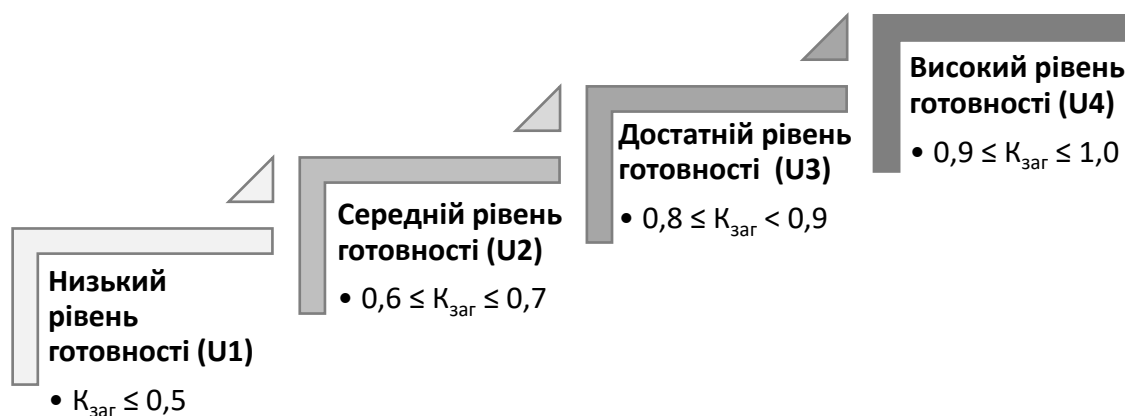 Низький
рівень
готовності (U1)
• Кзаг ≤ 0,5
Середній рівень
готовності (U2)
• 0,6 ≤ Кзаг ≤ 0,7
Достатній рівень
готовності (U3)
• 0,8 ≤ Кзаг < 0,9
Високий рівень
готовності (U4)
• 0,9 ≤ Кзаг ≤ 1,0